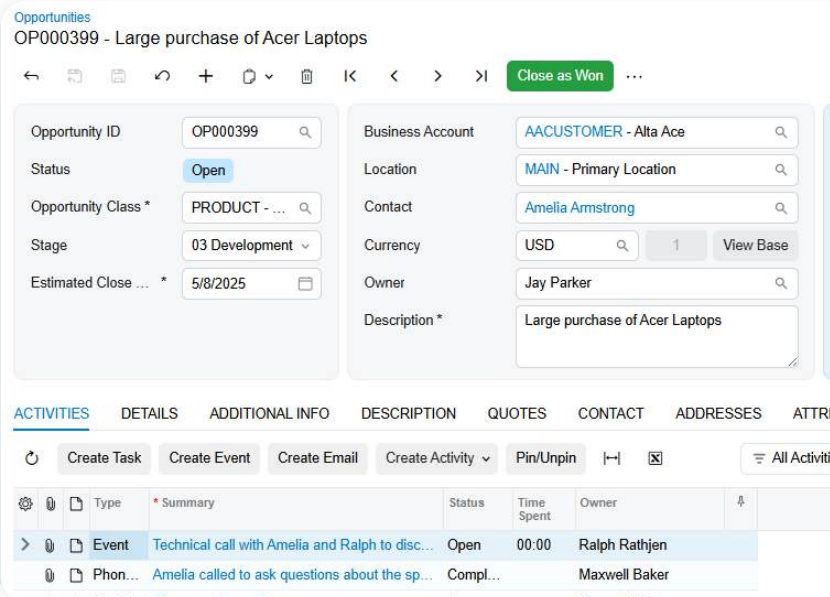 Opportunities
OP000399 - Large purchase of Acer Laptops
Close as Won
Opportunity ID OP000399
Status Open
Opportunity Class * PRODUCT - ...
Stage 03 Development
Estimated Close ... * 5/8/2025
Business Account AACUSTOMER - Alta Ace
Location MAIN - Primary Location
Contact Amelia Armstrong
Currency USD 1 View Base
Owner Jay Parker
Description * Large purchase of Acer Laptops
ACTIVITIES DETAILS ADDITIONAL INFO DESCRIPTION QUOTES CONTACT ADDRESSES ATTRI
Create Task Create Event Create Email Create Activity Pin/Unpin All Activiti
Type * Summary Status Time Spent Owner
Event Technical call with Amelia and Ralph to disc... Open 00:00 Ralph Rathjen
Phon... Amelia called to ask questions about the sp... Compl... Maxwell Baker